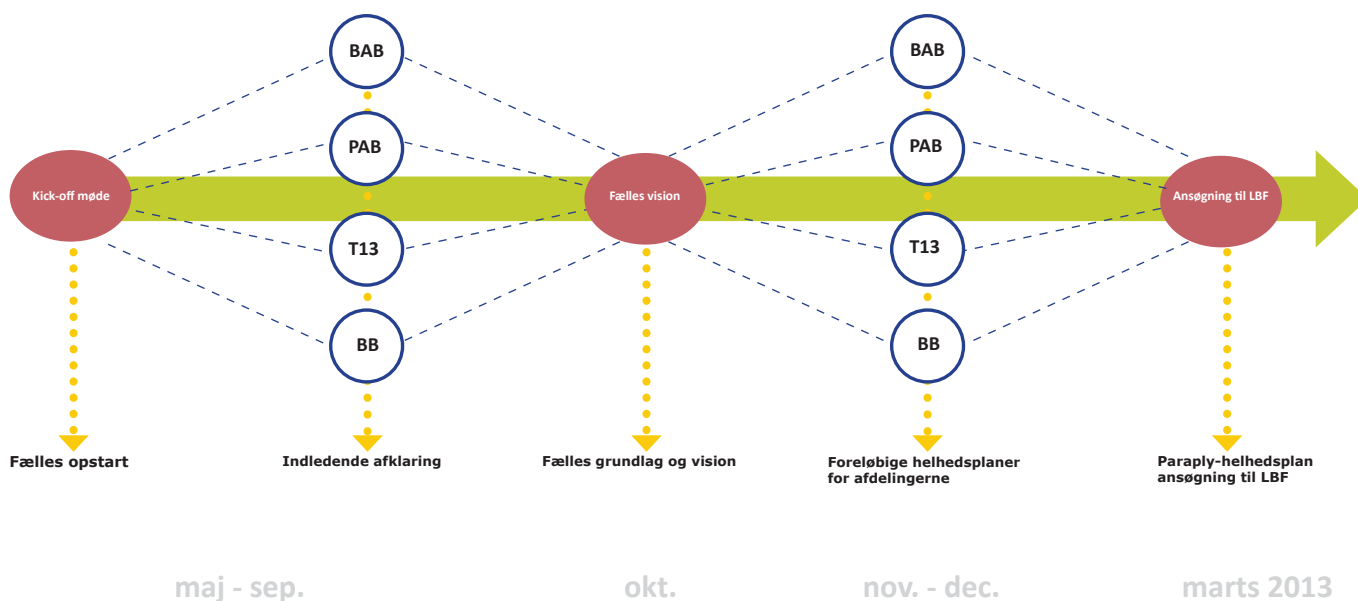 BAB
BAB
PAB
PAB
Kick-off møde
Fælles vision
Ansøgning til LBF
T13
T13
BB
BB
Fælles opstart
Indledende afklaring
Fælles grundlag og vision
Foreløbige helhedsplaner
for afdelingerne
Paraply-helhedsplan
ansøgning til LBF
maj - sep.
okt.
nov. - dec.
marts 2013